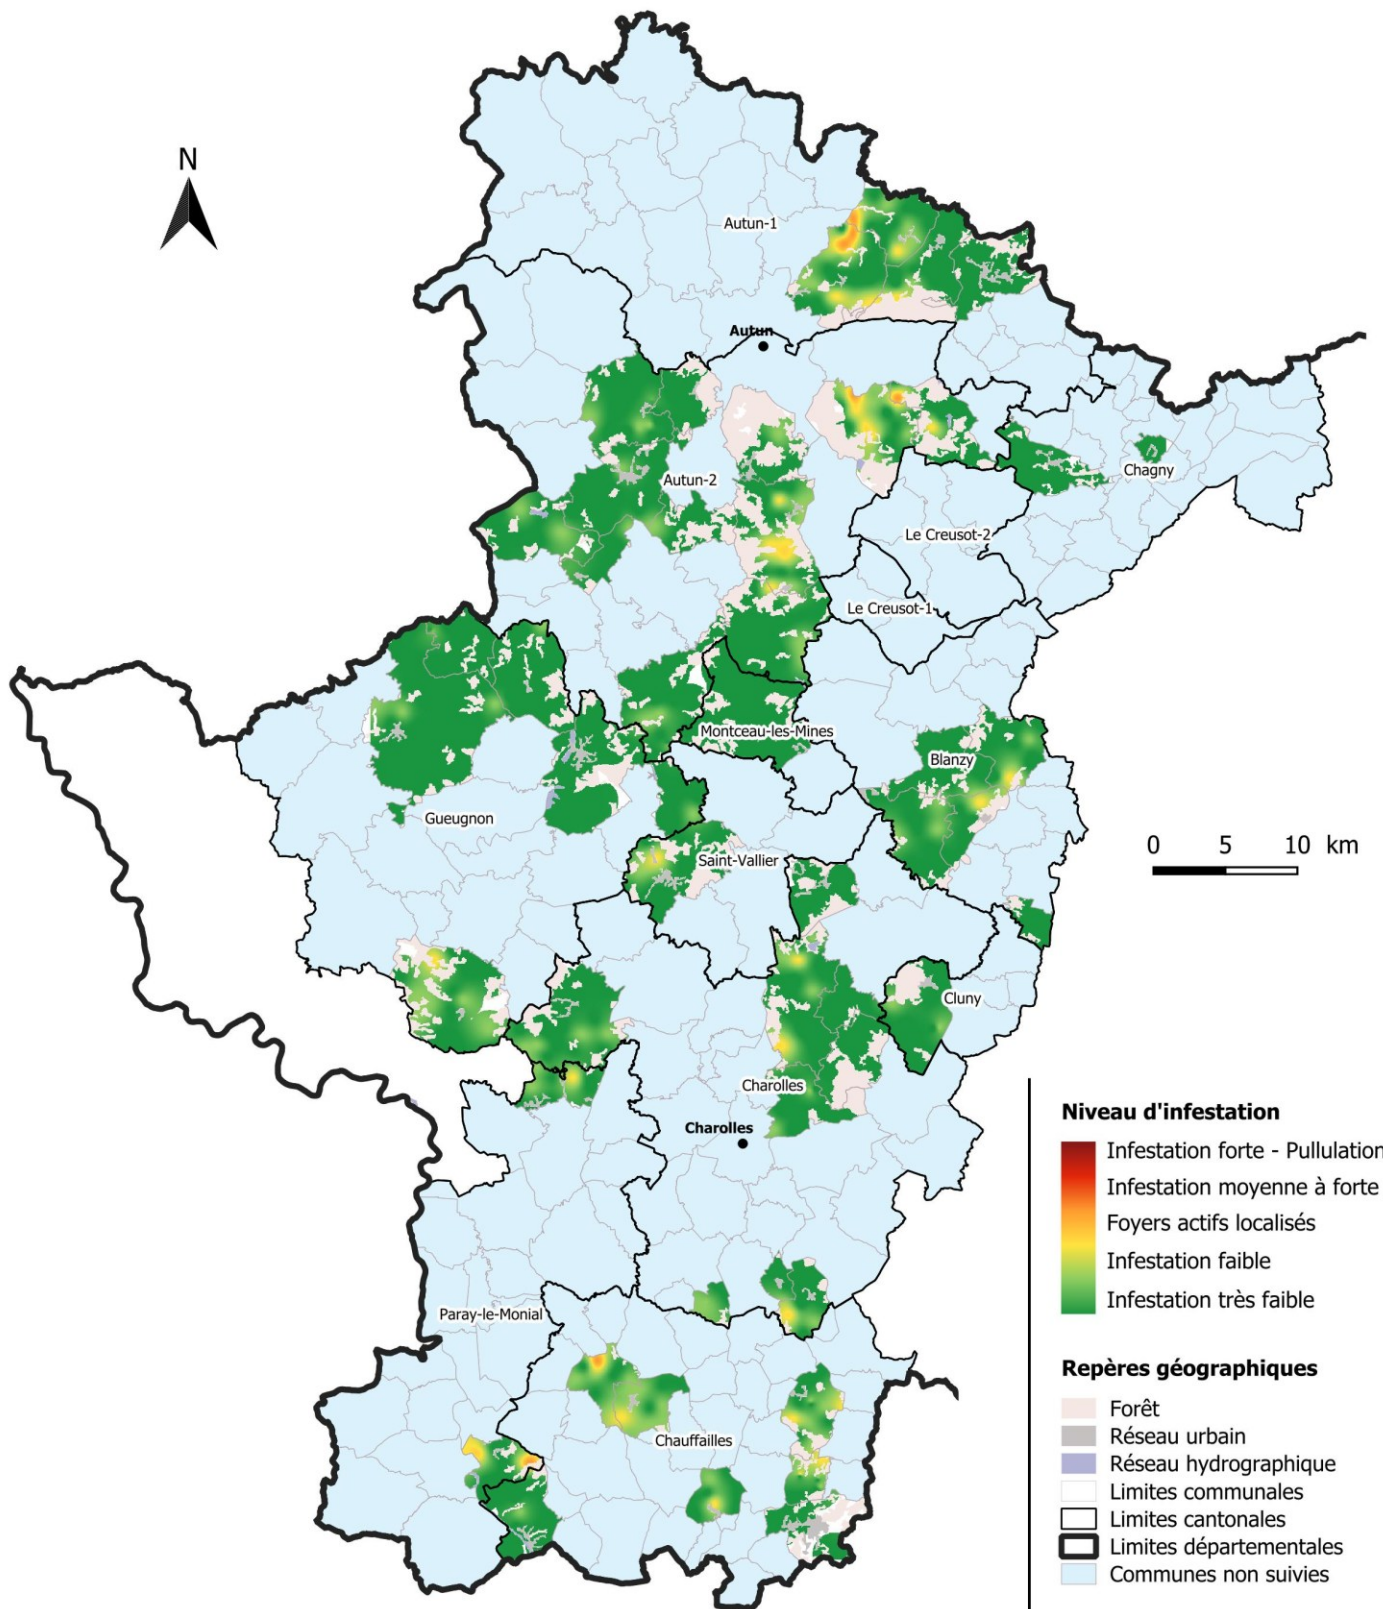 N
Autun-1
Autun
Chagny
Autun-2
Le Creusot-2
Le Creusot-1
Montceau-les-Mines
Blanzy
Gueugnon
0 5 10 km
Saint-Vallier
Cluny
Charolles
Charolles
Paray-le-Monial
Chauffailles
Niveau d'infestation
Infestation forte - Pullulation
Infestation moyenne à forte
Foyers actifs localisés
Infestation faible
Infestation très faible
Repères géographiques
Forêt
Réseau urbain
Réseau hydrographique
Limites communales
Limites cantonales
Limites départementales
Communes non suivies